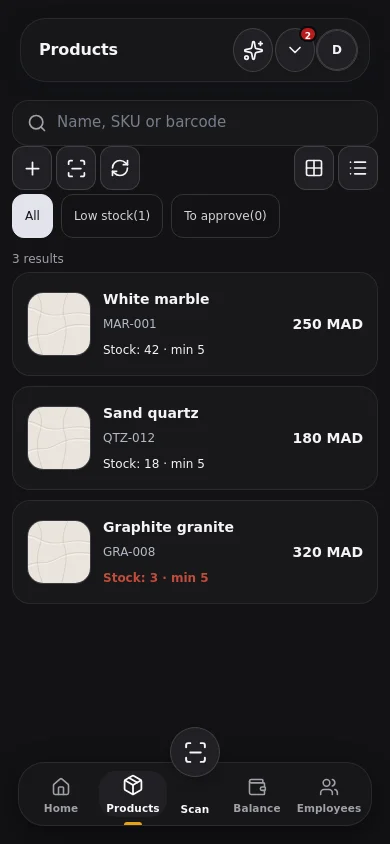 Products
2
D
Name, SKU or barcode
All
Low stock(1)
To approve(0)
3 results
White marble
MAR-001
250 MAD
Stock: 42 · min 5
Sand quartz
QTZ-012
180 MAD
Stock: 18 · min 5
Graphite granite
GRA-008
320 MAD
Stock: 3 · min 5
Home
Products
Scan
Balance
Employees